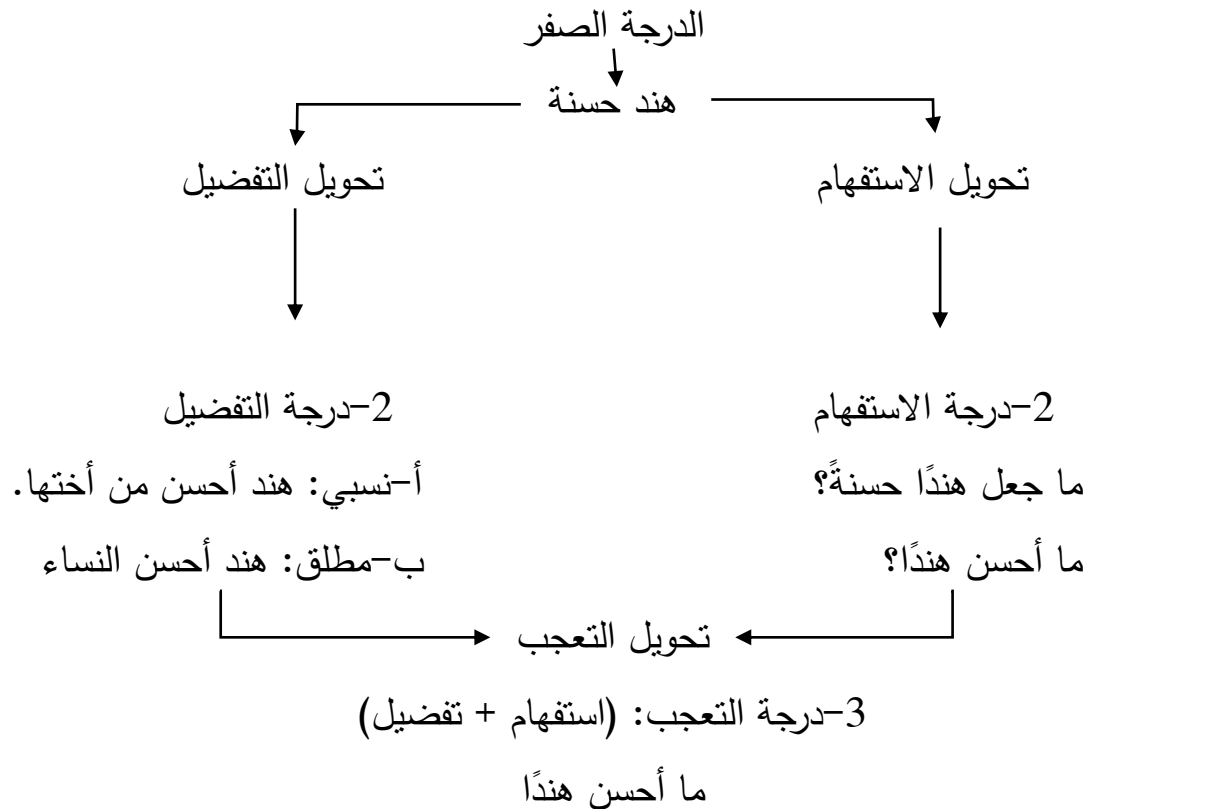 الدرجة الصفر
هند حسنة
تحويل الاستفهام
تحويل التفضيل
2-درجة الاستفهام
ما جعل هندًا حسنةً؟
ما أحسن هندًا؟
2-درجة التفضيل
أ-نسبي: هند أحسن من أختها.
ب-مطلق: هند أحسن النساء
تحويل التعجب
3-درجة التعجب: (استفهام + تفضيل)
ما أحسن هندًا